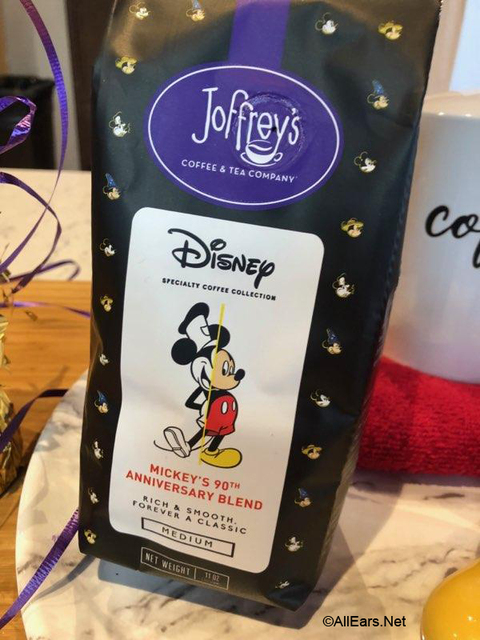 Joffrey's
COFFEE & TEA COMPANY
DISNEY
SPECIALTY COFFEE COLLECTION
MICKEY'S 90TH
ANNIVERSARY BLEND
RICH & SMOOTH,
FOREVER A CLASSIC
MEDIUM
NET WEIGHT 11 OZ
co
©AllEars.Net